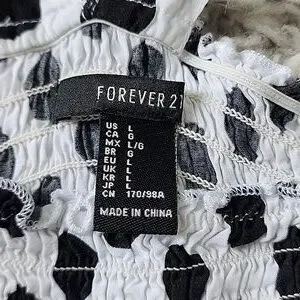 FOREVER 21
US L
CA G
MX L/G
BR G
EU L
UK L
KR L
JP L
CN 170/98A
MADE IN CHINA